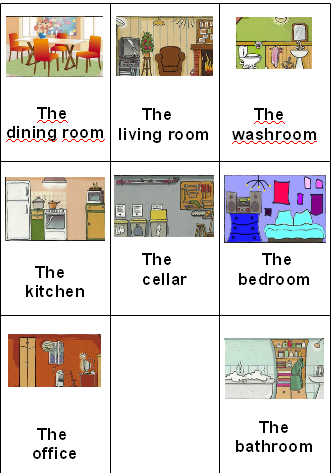 The
dining room
The
living room
The
washroom
The
kitchen
The
cellar
The
bedroom
The
office
The
bathroom